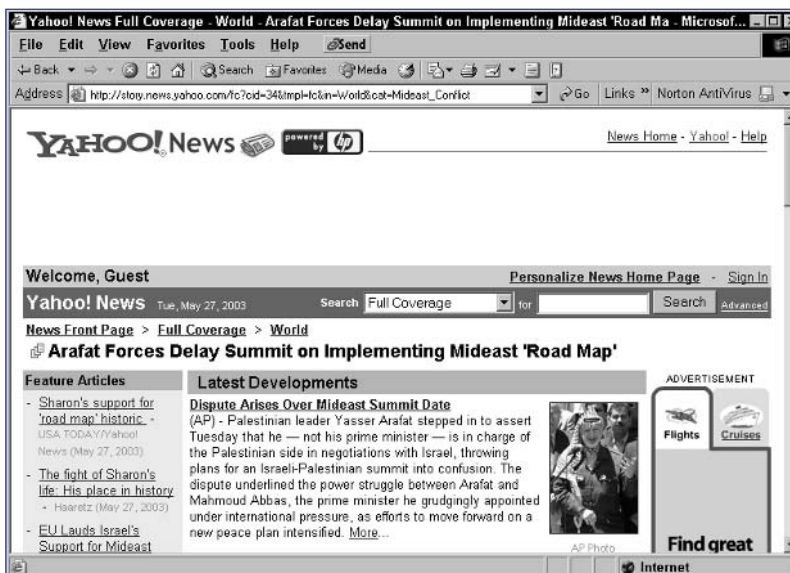 Yahoo! News Full Coverage - World - Arafat Forces Delay Summit on Implementing Mideast 'Road Ma - Microsof...
File Edit View Favorites Tools Help Send
Back Search Favorites Media
Address http://story.news.yahoo.com/fc?cid=34&tmpl=fc&in=World&cat=Mideast_Conflict Go Links » Norton AntiVirus
YAHOO! News powered by hp
News Home - Yahoo! - Help
Welcome, Guest
Personalize News Home Page - Sign In
Yahoo! News Tue, May 27, 2003 Search Full Coverage for Search Advanced
News Front Page > Full Coverage > World
Arafat Forces Delay Summit on Implementing Mideast 'Road Map'
Feature Articles
- Sharon's support for
'road map' historic -
USA TODAY/Yahoo!
News (May 27, 2003)
- The fight of Sharon's
life: His place in history
- Haaretz (May 27, 2003)
- EU Lauds Israel's
Support for Mideast
Latest Developments
Dispute Arises Over Mideast Summit Date
(AP) - Palestinian leader Yasser Arafat stepped in to assert
Tuesday that he — not his prime minister — is in charge of
the Palestinian side in negotiations with Israel, throwing
plans for an Israeli-Palestinian summit into confusion. The
dispute underlined the power struggle between Arafat and
Mahmoud Abbas, the prime minister he grudgingly appointed
under international pressure, as efforts to move forward on a
new peace plan intensified. More...
AP Photo
ADVERTISEMENT
Flights Cruises
Find great
Internet